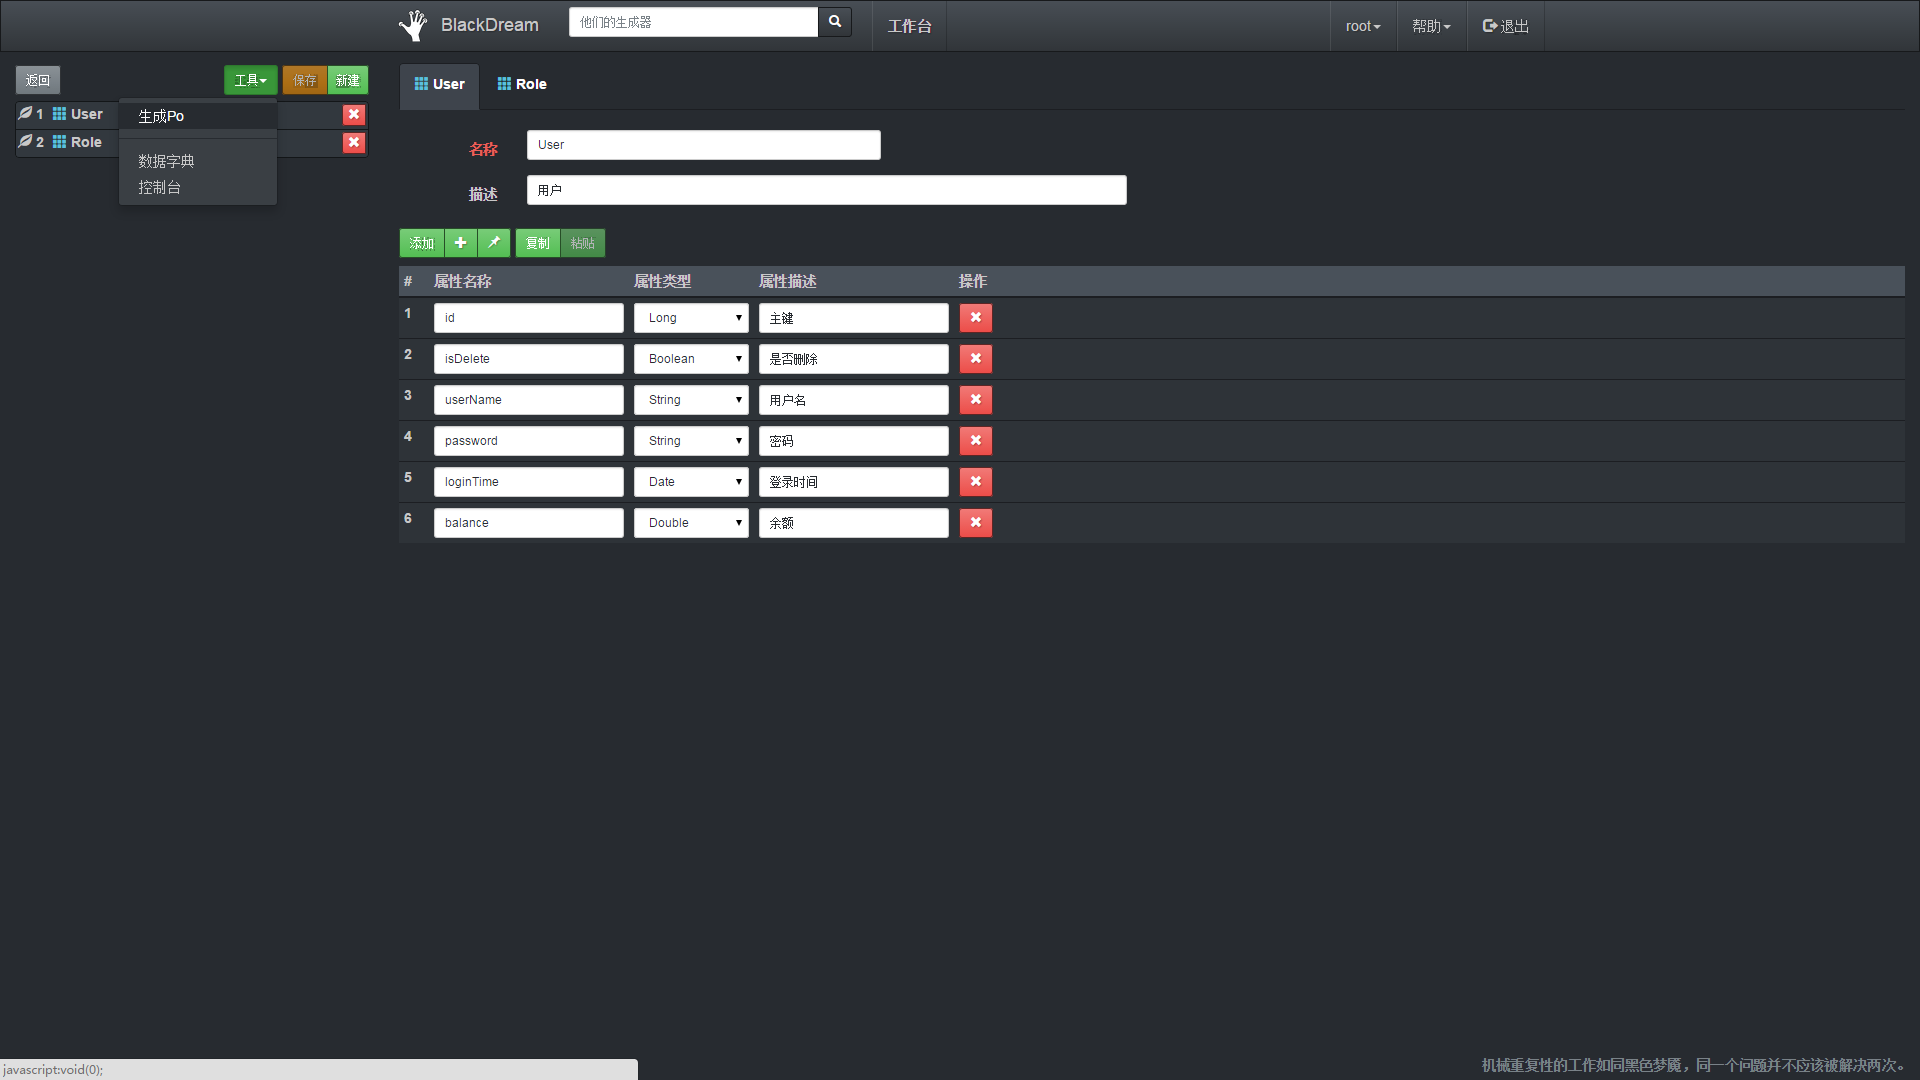 BlackDream
他们的生成器
工作台
root
帮助
退出
返回
工具
保存
新建
1 User
2 Role
生成Po
数据字典
控制台
User
Role
名称
User
描述
用户
添加
复制
粘贴
# 属性名称 属性类型 属性描述 操作
1 id Long 主键
2 isDelete Boolean 是否删除
3 userName String 用户名
4 password String 密码
5 loginTime Date 登录时间
6 balance Double 余额
javascript:void(0);
机械重复性的工作如同黑色梦魇，同一个问题并不应该被解决两次。